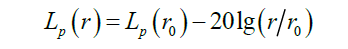 L_p(r) = L_p(r_0) − 20lg(r/r_0)